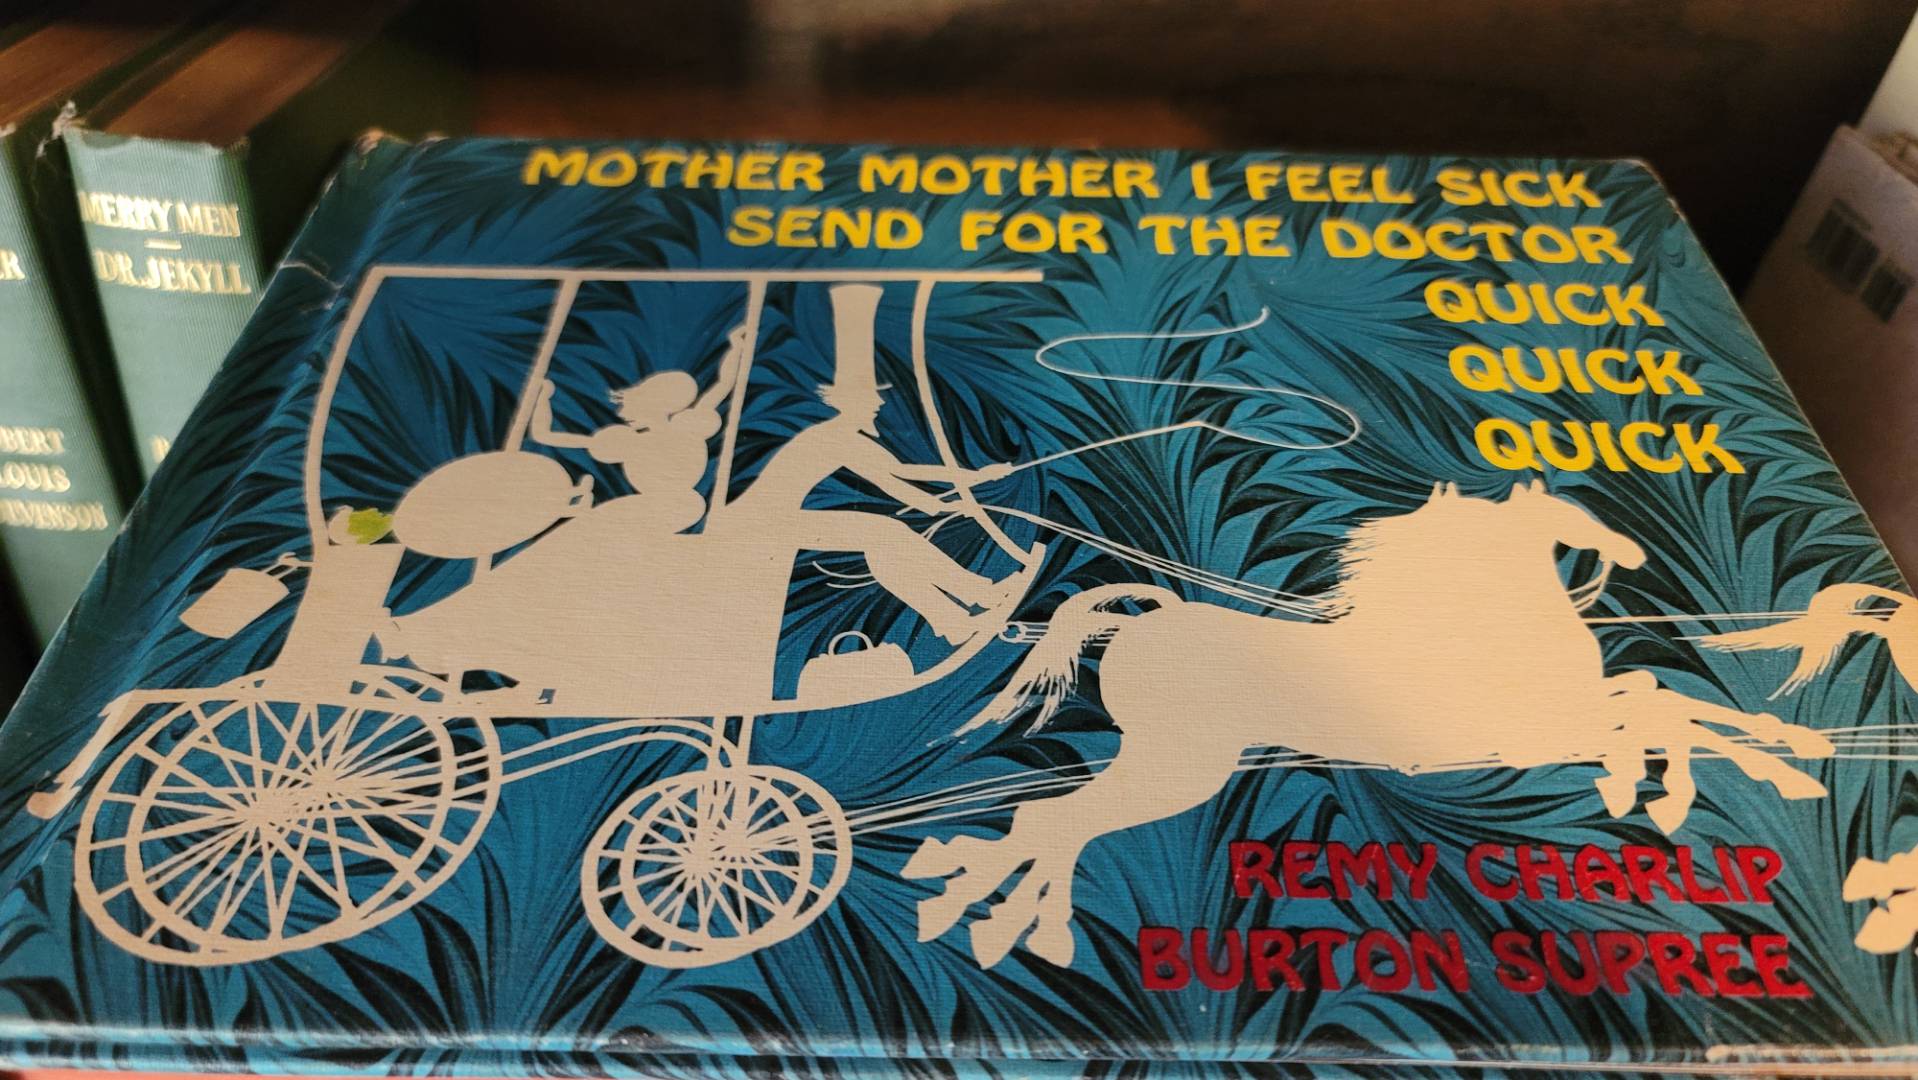 MOTHER MOTHER I FEEL SICK
SEND FOR THE DOCTOR
QUICK
QUICK
QUICK
REMY CHARLIP
BURTON SUPREE
MERRY MEN
DR. JEKYLL
LOUIS